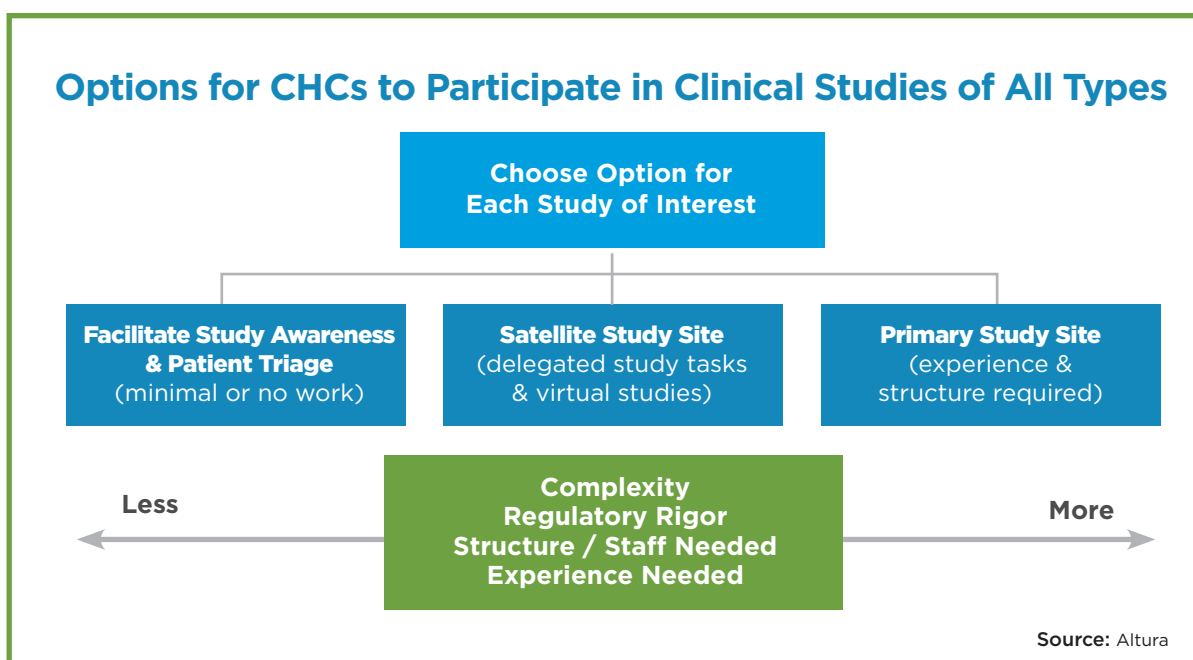 Options for CHCs to Participate in Clinical Studies of All Types
Choose Option for
Each Study of Interest
Facilitate Study Awareness
& Patient Triage
(minimal or no work)
Satellite Study Site
(delegated study tasks
& virtual studies)
Primary Study Site
(experience &
structure required)
Less
Complexity
Regulatory Rigor
Structure / Staff Needed
Experience Needed
More
Source: Altura